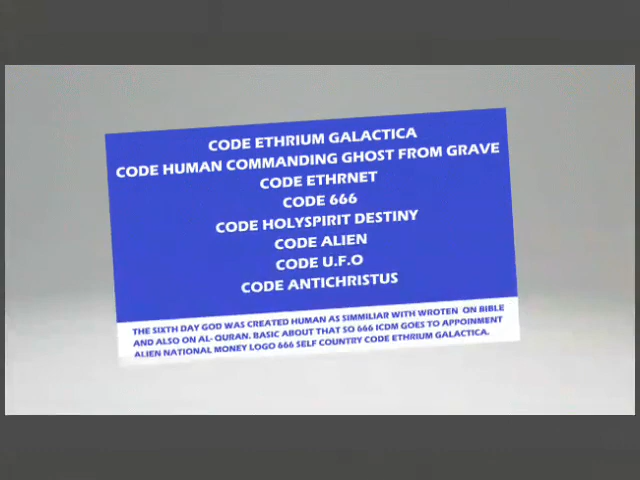 CODE ETHRIUM GALACTICA
CODE HUMAN COMMANDING GHOST FROM GRAVE
CODE ETHRNET
CODE 666
CODE HOLYSPIRIT DESTINY
CODE ALIEN
CODE U.F.O
CODE ANTICHRISTUS
THE SIXTH DAY GOD WAS CREATED HUMAN AS SIMMILIAR WITH WROTEN ON BIBLE
AND ALSO ON AL- QURAN. BASIC ABOUT THAT SO 666 ICDM GOES TO APPOINMENT
ALIEN NATIONAL MONEY LOGO 666 SELF COUNTRY CODE ETHRIUM GALACTICA.